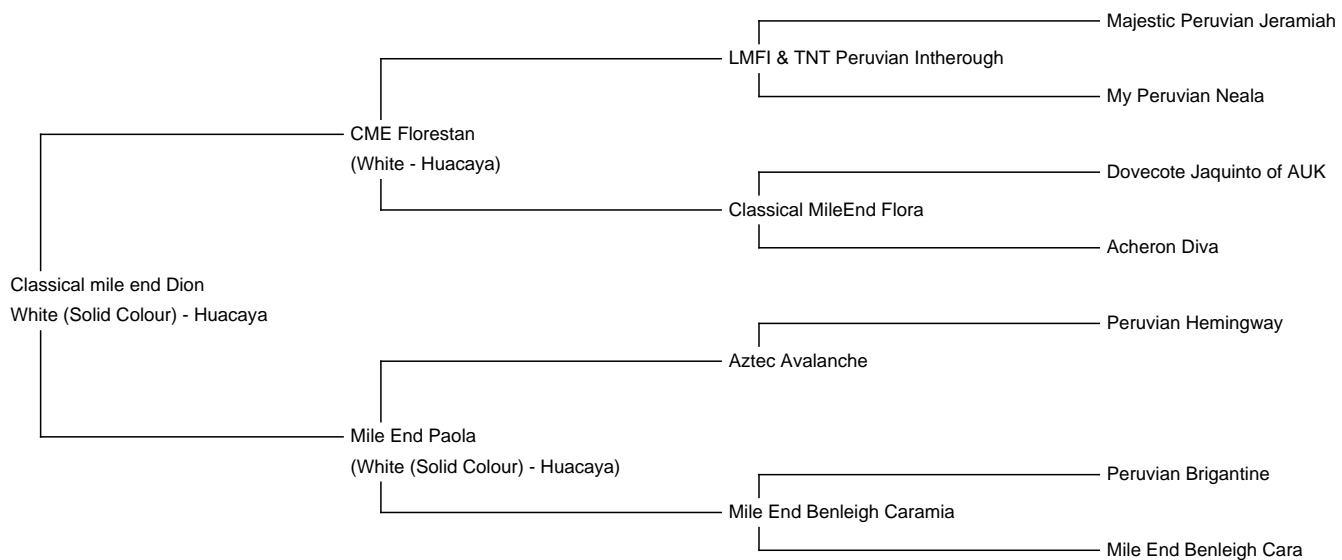 Majestic Peruvian Jeramiah
LMFI & TNT Peruvian Intherough
My Peruvian Neala
CME Florestan
(White - Huacaya)
Dovecote Jaquinto of AUK
Classical MileEnd Flora
Acheron Diva
Classical mile end Dion
White (Solid Colour) - Huacaya
Peruvian Hemingway
Aztec Avalanche
Mile End Paola
(White (Solid Colour) - Huacaya)
Peruvian Brigantine
Mile End Benleigh Caramia
Mile End Benleigh Cara